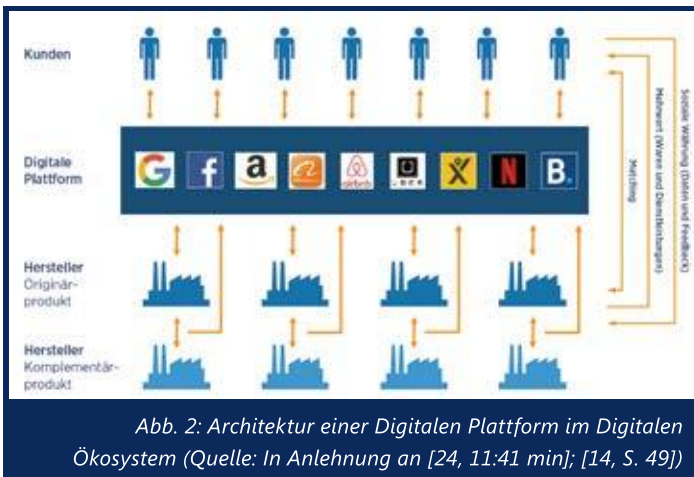 Kunden
Digitale
Plattform
G
f
a
airbnb
UBER
X
N
B.
Hersteller
Originär-
produkt
Hersteller
Komplementär-
produkt
Matching
Mehrwert (Waren und Dienstleistungen)
Soziale Währung (Daten und Feedback)
Abb. 2: Architektur einer Digitalen Plattform im Digitalen
Ökosystem (Quelle: In Anlehnung an [24, 11:41 min]; [14, S. 49])